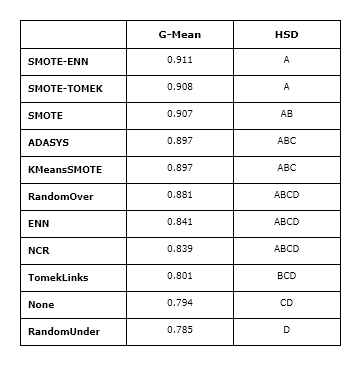 G-Mean HSD
SMOTE-ENN 0.911 A
SMOTE-TOMEK 0.908 A
SMOTE 0.907 AB
ADASYS 0.897 ABC
KMeansSMOTE 0.897 ABC
RandomOver 0.881 ABCD
ENN 0.841 ABCD
NCR 0.839 ABCD
TomekLinks 0.801 BCD
None 0.794 CD
RandomUnder 0.785 D